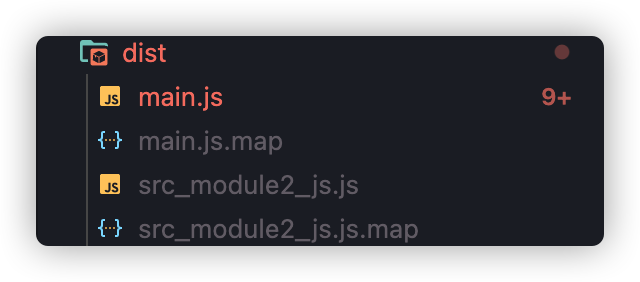 dist
JS main.js 9+
{··} main.js.map
JS src_module2_js.js
{··} src_module2_js.js.map